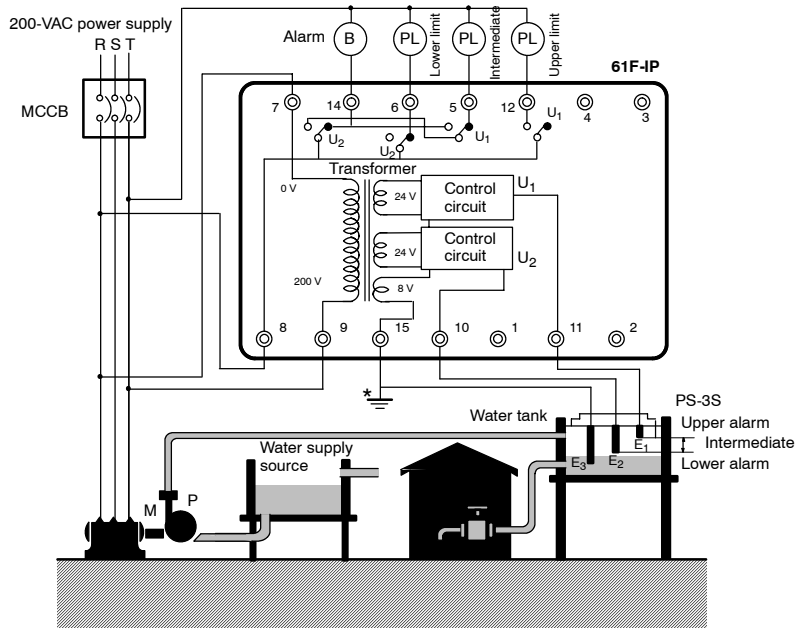 200-VAC power supply
R S T
MCCB
Alarm
B
PL
Lower limit
PL
Intermediate
PL
Upper limit
61F-IP
7
14
6
5
12
4
3
U2
U2
U1
U1
Transformer
0 V
200 V
24 V
24 V
8 V
Control
circuit
U1
Control
circuit
U2
8
9
15
10
1
11
2
*
PS-3S
Water tank
Upper alarm
Intermediate
Lower alarm
E3
E2
E1
Water supply
source
M
P